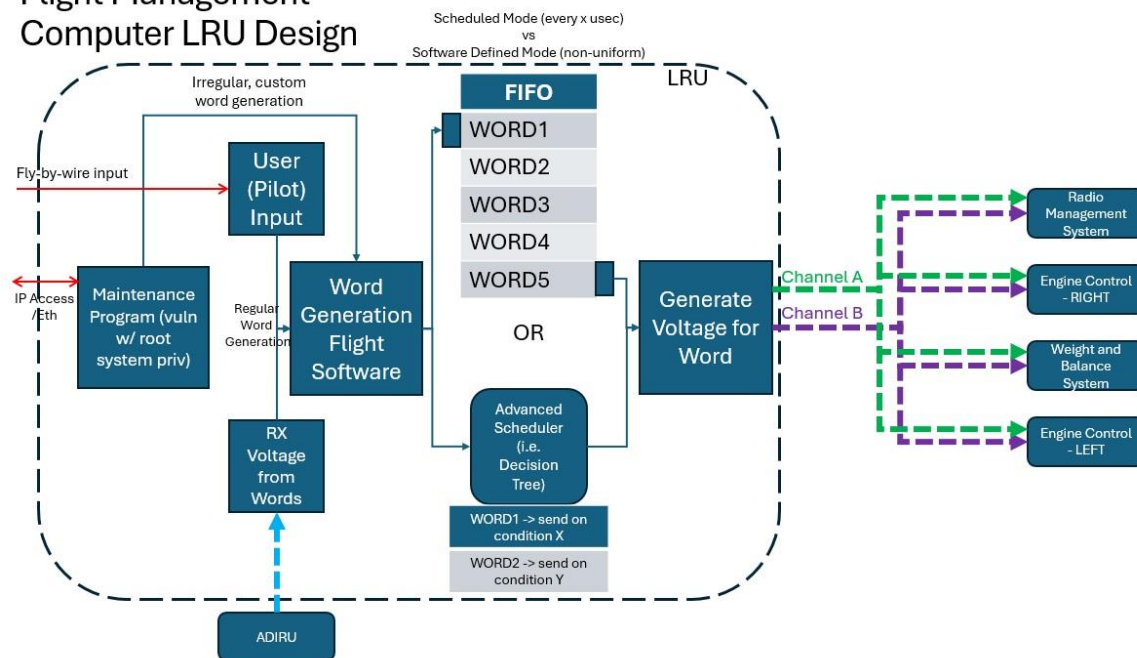 Flight Management
Computer LRU Design
Scheduled Mode (every x usec)
vs
Software Defined Mode (non-uniform)
LRU
Irregular, custom
word generation
FIFO
WORD1
WORD2
WORD3
WORD4
WORD5
OR
Fly-by-wire input
User
(Pilot)
Input
IP Access
/Eth
Maintenance
Program (vuln
w/ root
system priv)
Regular
Word
Generation
Word
Generation
Flight
Software
RX
Voltage
from
Words
ADIRU
Advanced
Scheduler
(i.e.
Decision
Tree)
WORD1 -> send on
condition X
WORD2 -> send on
condition Y
Generate
Voltage for
Word
Channel A
Channel B
Radio
Management
System
Engine Control
- RIGHT
Weight and
Balance
System
Engine Control
- LEFT